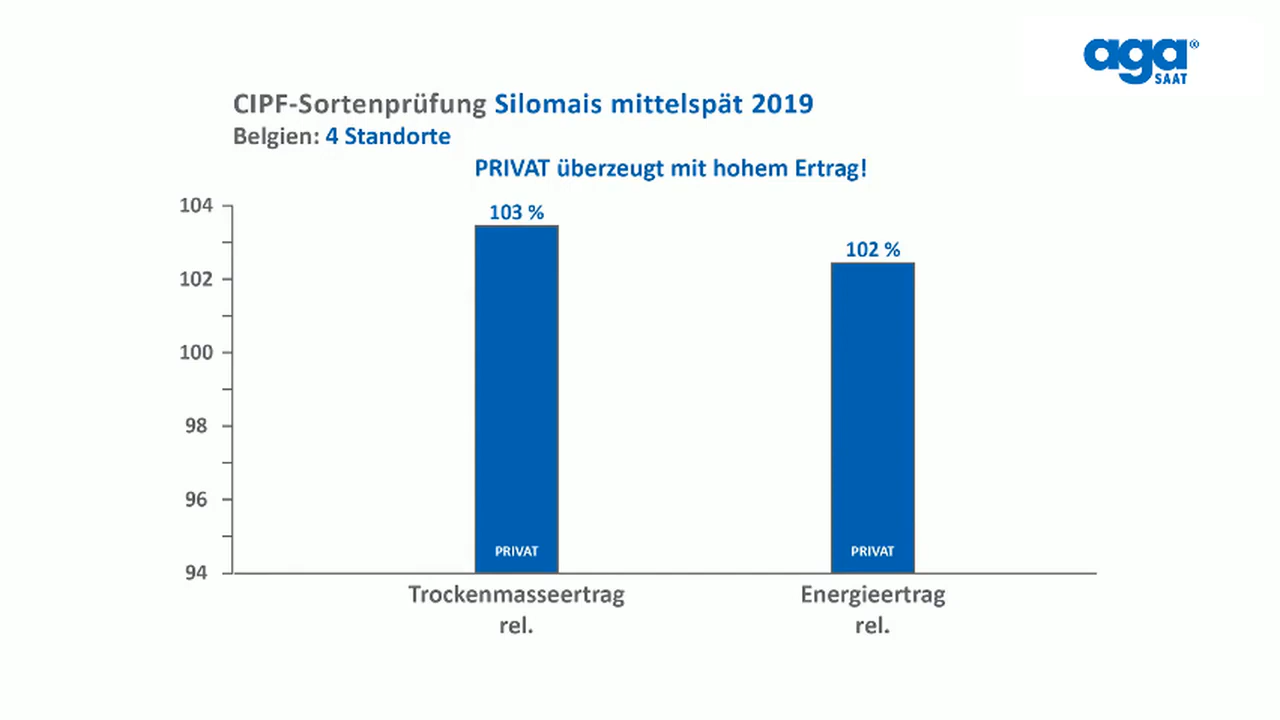 aga®
SAAT
CIPF-Sortenprüfung Silomais mittelspät 2019
Belgien: 4 Standorte
PRIVAT überzeugt mit hohem Ertrag!
104
102
100
98
96
94
103 %
102 %
PRIVAT
PRIVAT
Trockenmasseertrag
rel.
Energieertrag
rel.